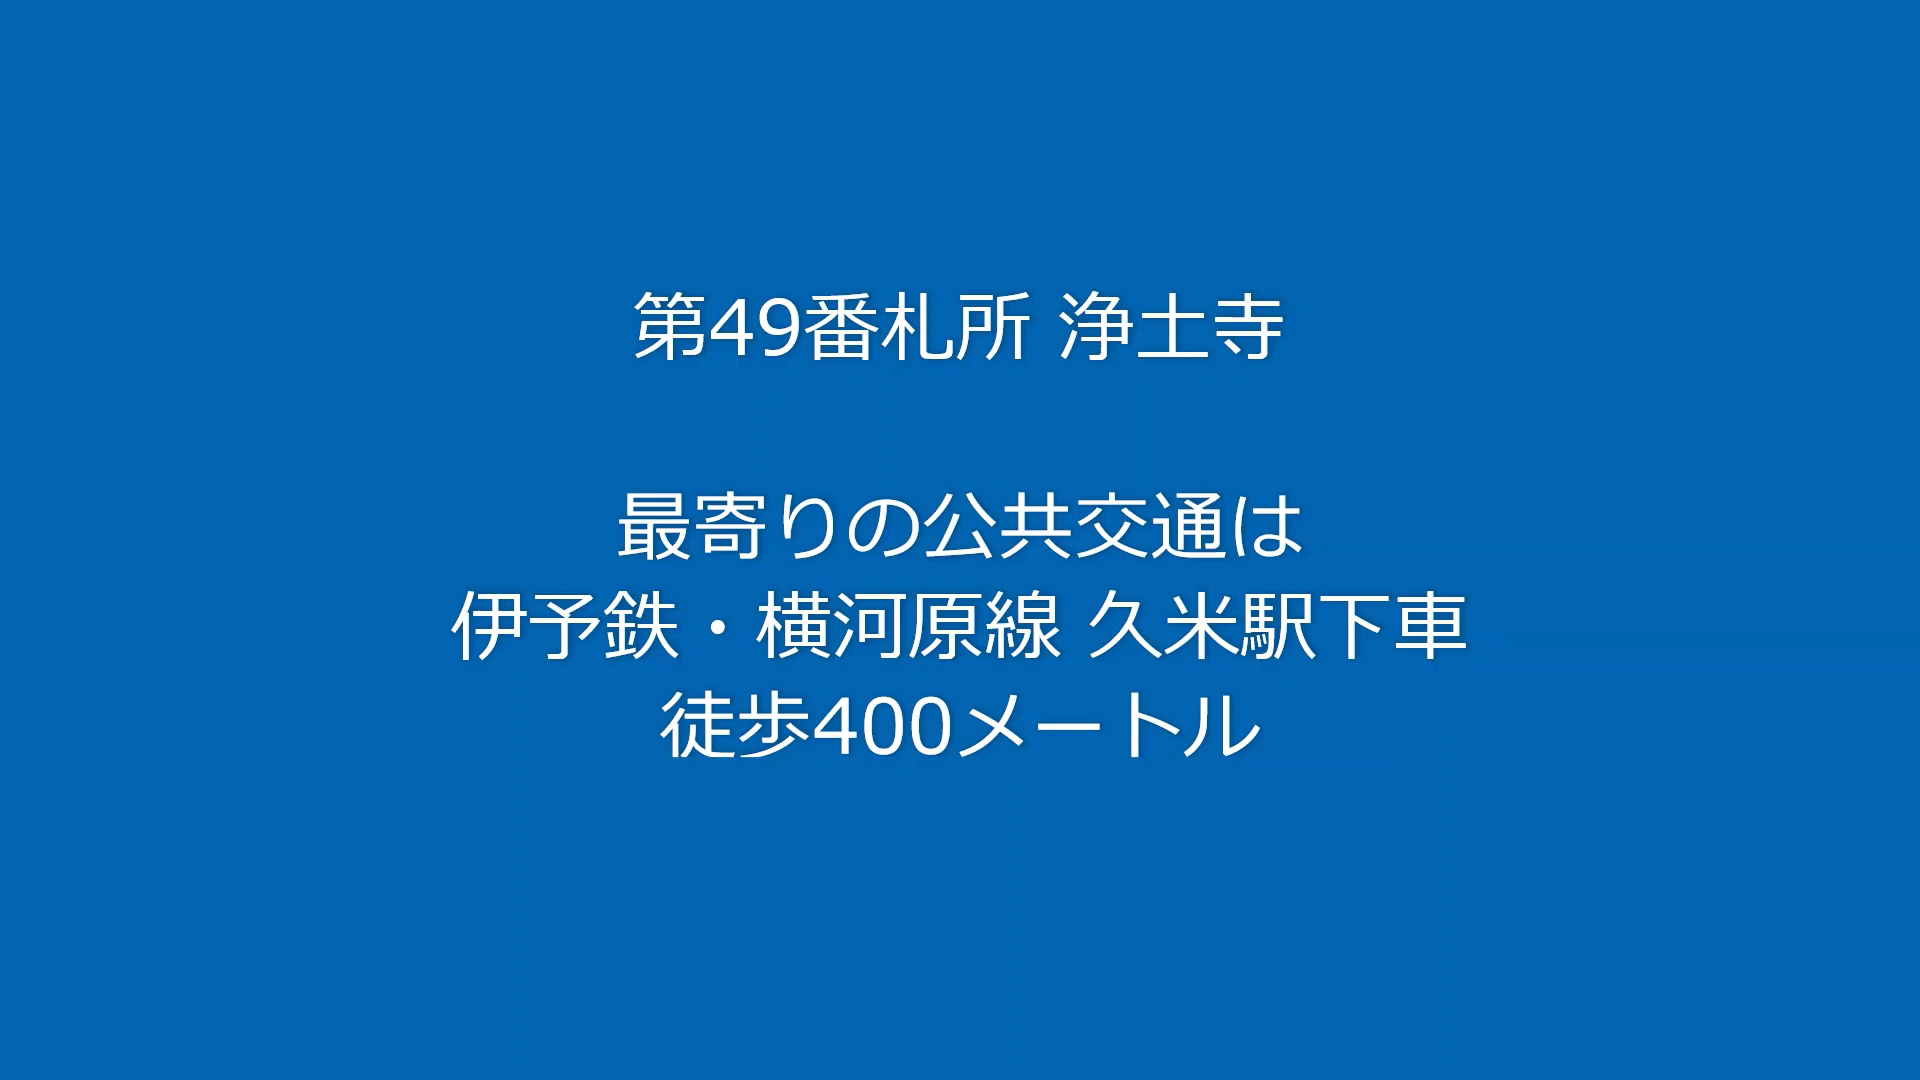 第49番札所 浄土寺
最寄りの公共交通は
伊予鉄・横河原線 久米駅下車
徒歩400メートル